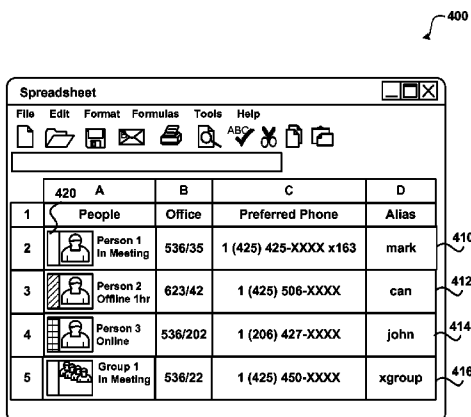 400
Spreadsheet
File Edit Format Formulas Tools Help
ABC
420 A B C D
1 People Office Preferred Phone Alias
2 Person 1 In Meeting 536/35 1 (425) 425-XXXX x163 mark 410
3 Person 2 Offline 1hr 623/42 1 (425) 506-XXXX can 412
4 Person 3 Online 536/202 1 (206) 427-XXXX john 414
5 Group 1 In Meeting 536/22 1 (425) 450-XXXX xgroup 416